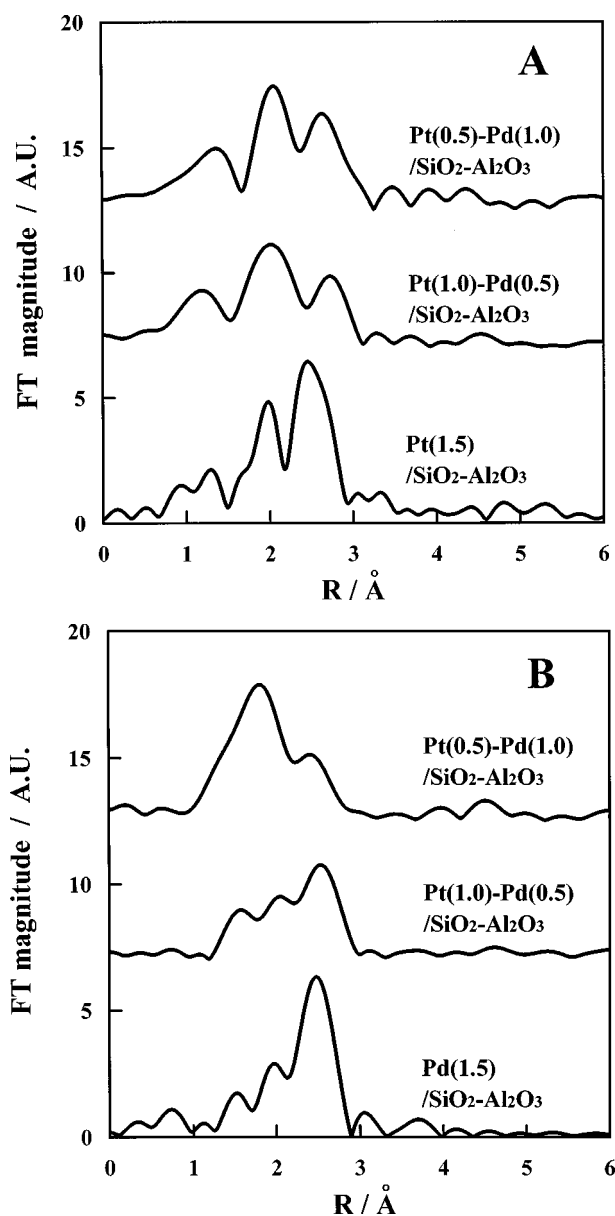 A
20
15
10
5
0
FT magnitude / A.U.
Pt(0.5)-Pd(1.0)
/SiO2-Al2O3
Pt(1.0)-Pd(0.5)
/SiO2-Al2O3
Pt(1.5)
/SiO2-Al2O3
0 1 2 3 4 5 6
R / Å
B
20
15
10
5
0
FT magnitude / A.U.
Pt(0.5)-Pd(1.0)
/SiO2-Al2O3
Pt(1.0)-Pd(0.5)
/SiO2-Al2O3
Pd(1.5)
/SiO2-Al2O3
0 1 2 3 4 5 6
R / Å